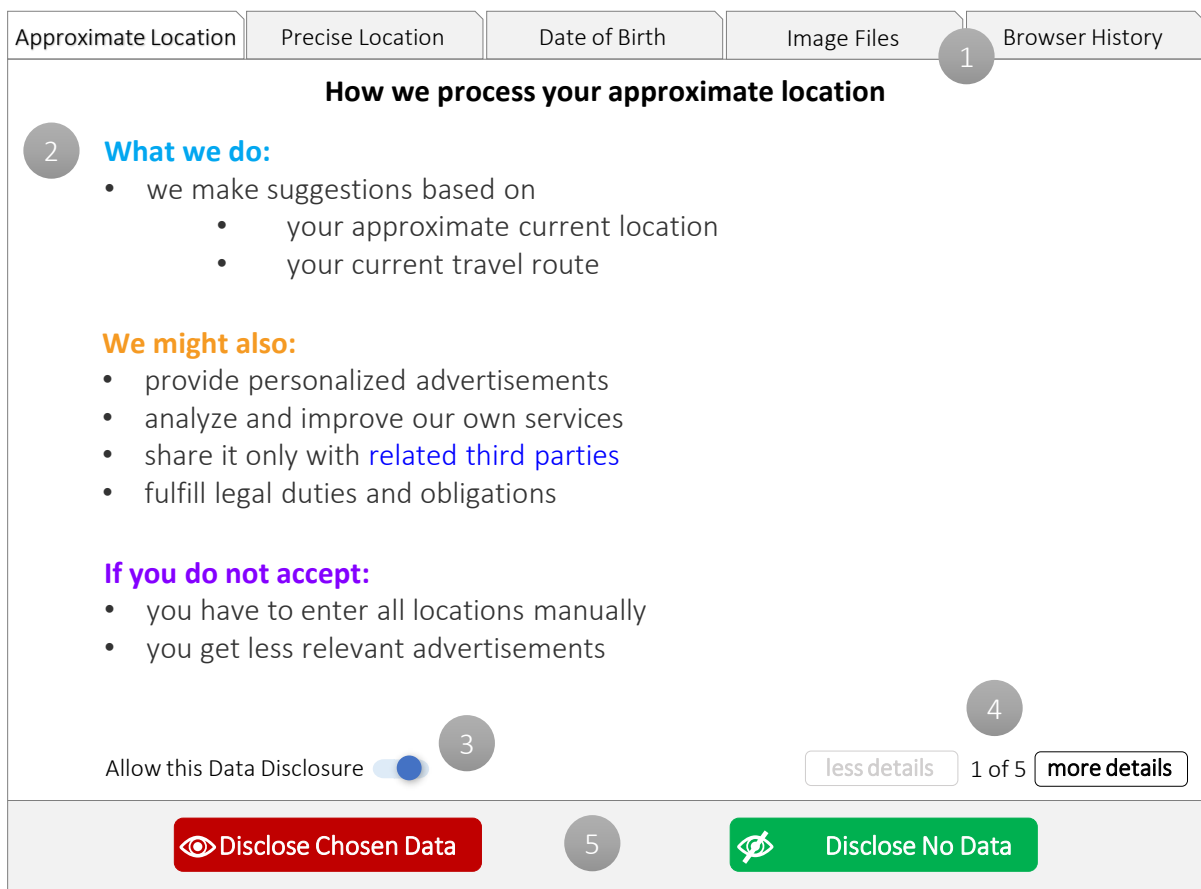 Approximate Location Precise Location Date of Birth Image Files 1 Browser History
How we process your approximate location
2 What we do:
• we make suggestions based on
• your approximate current location
• your current travel route
We might also:
• provide personalized advertisements
• analyze and improve our own services
• share it only with related third parties
• fulfill legal duties and obligations
If you do not accept:
• you have to enter all locations manually
• you get less relevant advertisements
4
3
Allow this Data Disclosure less details 1 of 5 more details
Disclose Chosen Data 5 Disclose No Data